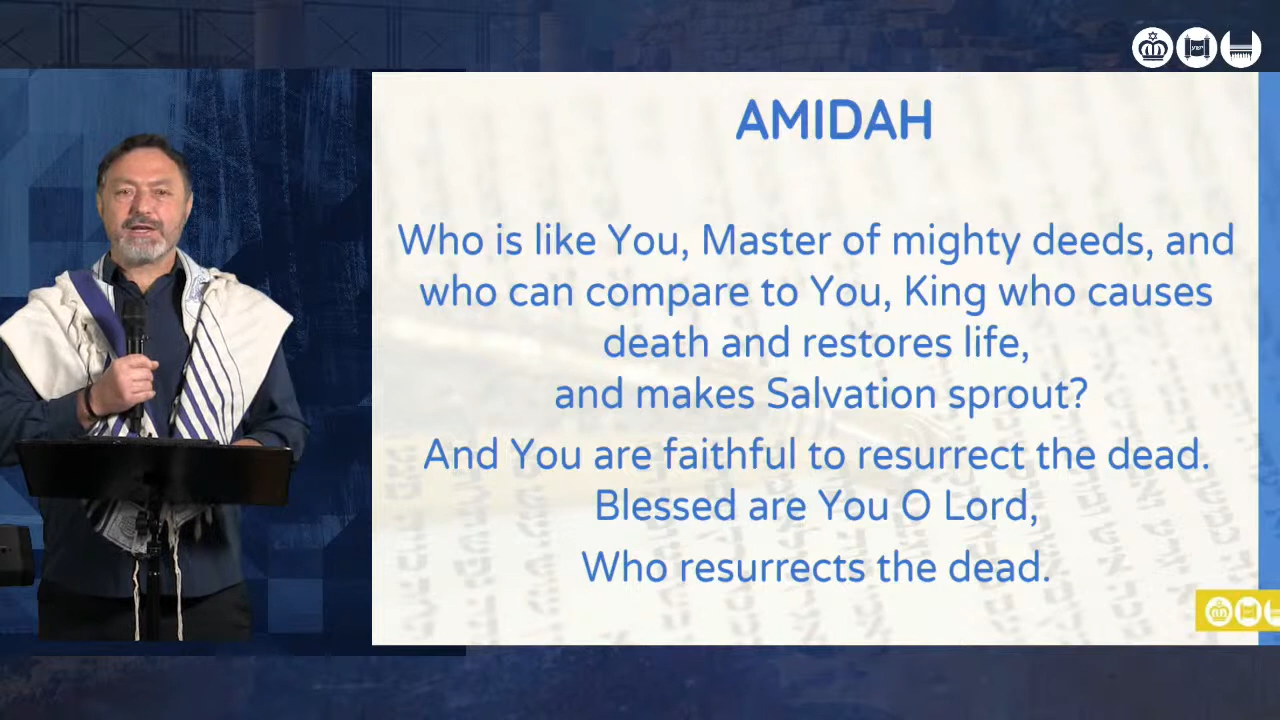 AMIDAH
Who is like You, Master of mighty deeds, and
who can compare to You, King who causes
death and restores life,
and makes Salvation sprout?
And You are faithful to resurrect the dead.
Blessed are You O Lord,
Who resurrects the dead.